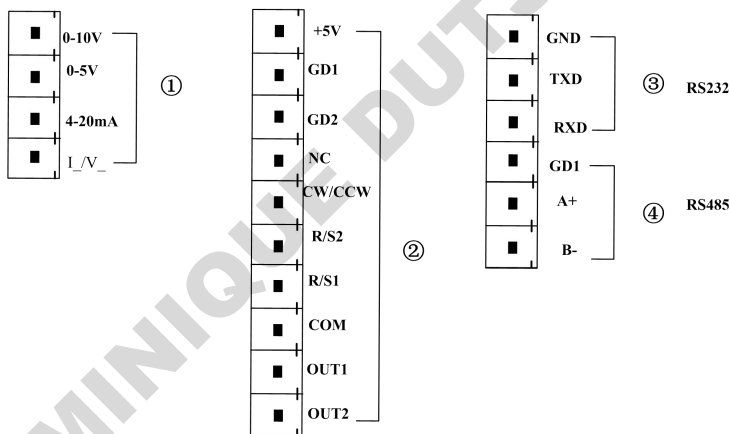 0-10V
0-5V
4-20mA
I_/V_
①
+5V
GD1
GD2
NC
CW/CCW
R/S2
R/S1
COM
OUT1
OUT2
②
GND
TXD
RXD
③ RS232
GD1
A+
B-
④ RS485
MINIQUE DUTS